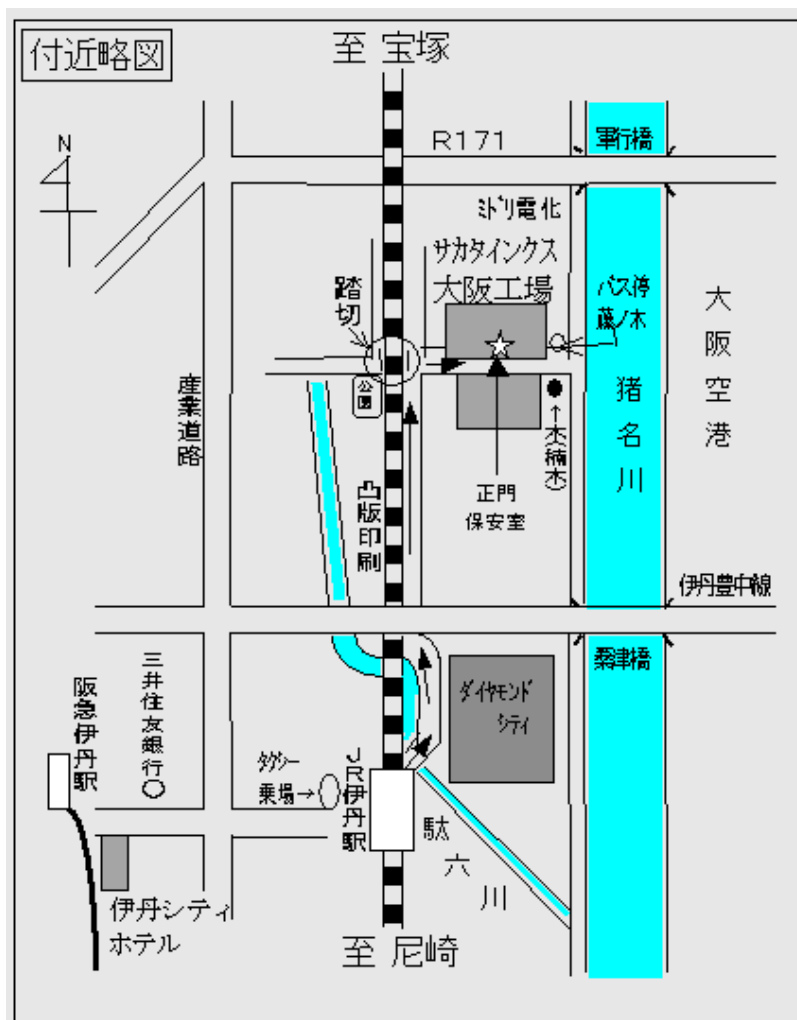 付近略図
至 宝塚
N
R171
軍行橋
ミドリ電化
サカタインクス
大阪工場
踏切
バス停
藤ノ木
大阪空港
公園
産業道路
猪名川
←木(楠木)
凸版印刷
正門
保安室
伊丹豊中線
桑津橋
三井住友銀行○
阪急伊丹駅
ダイヤモンド
シティ
タクシー
乗場→
JR伊丹駅
駄六川
伊丹シティ
ホテル
至 尼崎